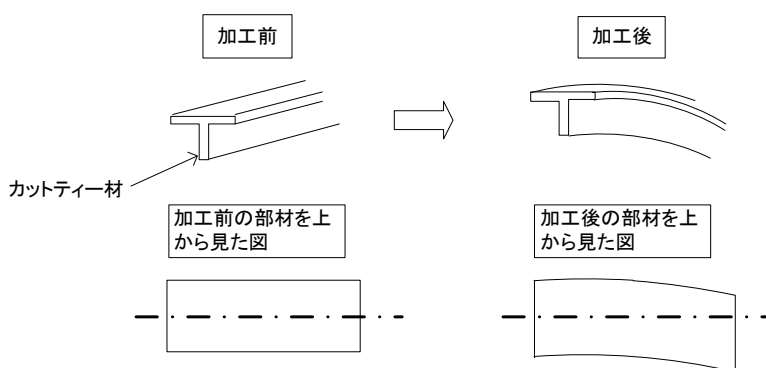 加工前
加工後
カットティー材
加工前の部材を上
から見た図
加工後の部材を上
から見た図